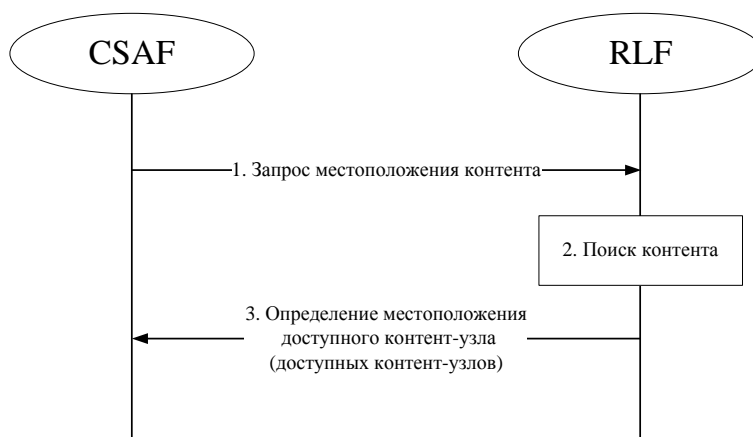 CSAF
RLF
1. Запрос местоположения контента
2. Поиск контента
3. Определение местоположения
доступного контент-узла
(доступных контент-узлов)